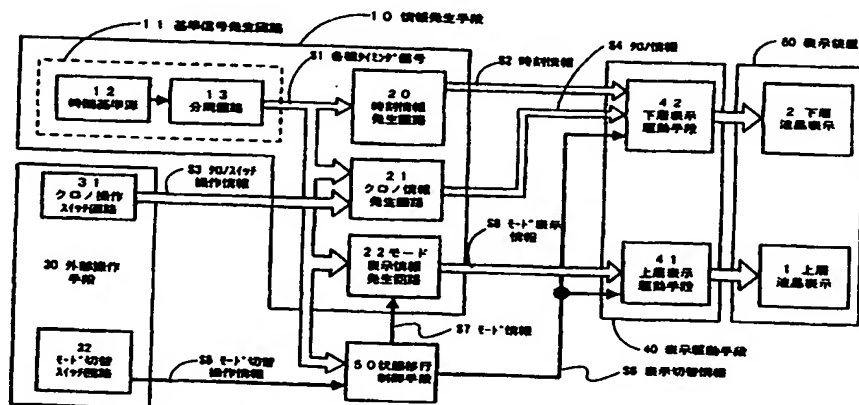 11 基準信号発生回路
10 情報発生手段
S1 各種タイミング信号
S2 時刻情報
S4 クロノ情報
60 表示装置
12
時間基準源
13
分周回路
20
時刻情報
発生回路
42
下層表示
駆動手段
2 下層
液晶表示
31
クロノ操作
スイッチ回路
S3 クロノスイッチ
操作情報
21
クロノ情報
発生回路
S8 モード表示
情報
30 外部操作
手段
22モード
表示情報
発生回路
41
上層表示
駆動手段
1 上層
液晶表示
S7 モード情報
40 表示駆動手段
32
モード切替
スイッチ回路
S5 モード切替
操作情報
50状態移行
制御手段
S6 表示切替情報